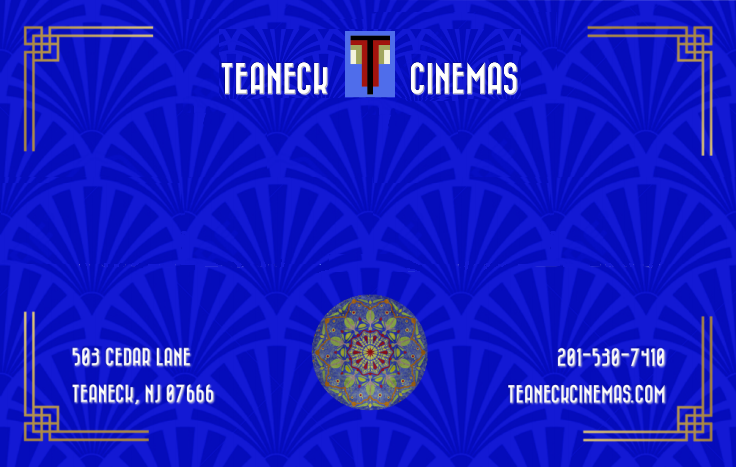 TEANECK T CINEMAS
503 CEDAR LANE
TEANECK, NJ 07666
201-530-7410
TEANECKCINEMAS.COM